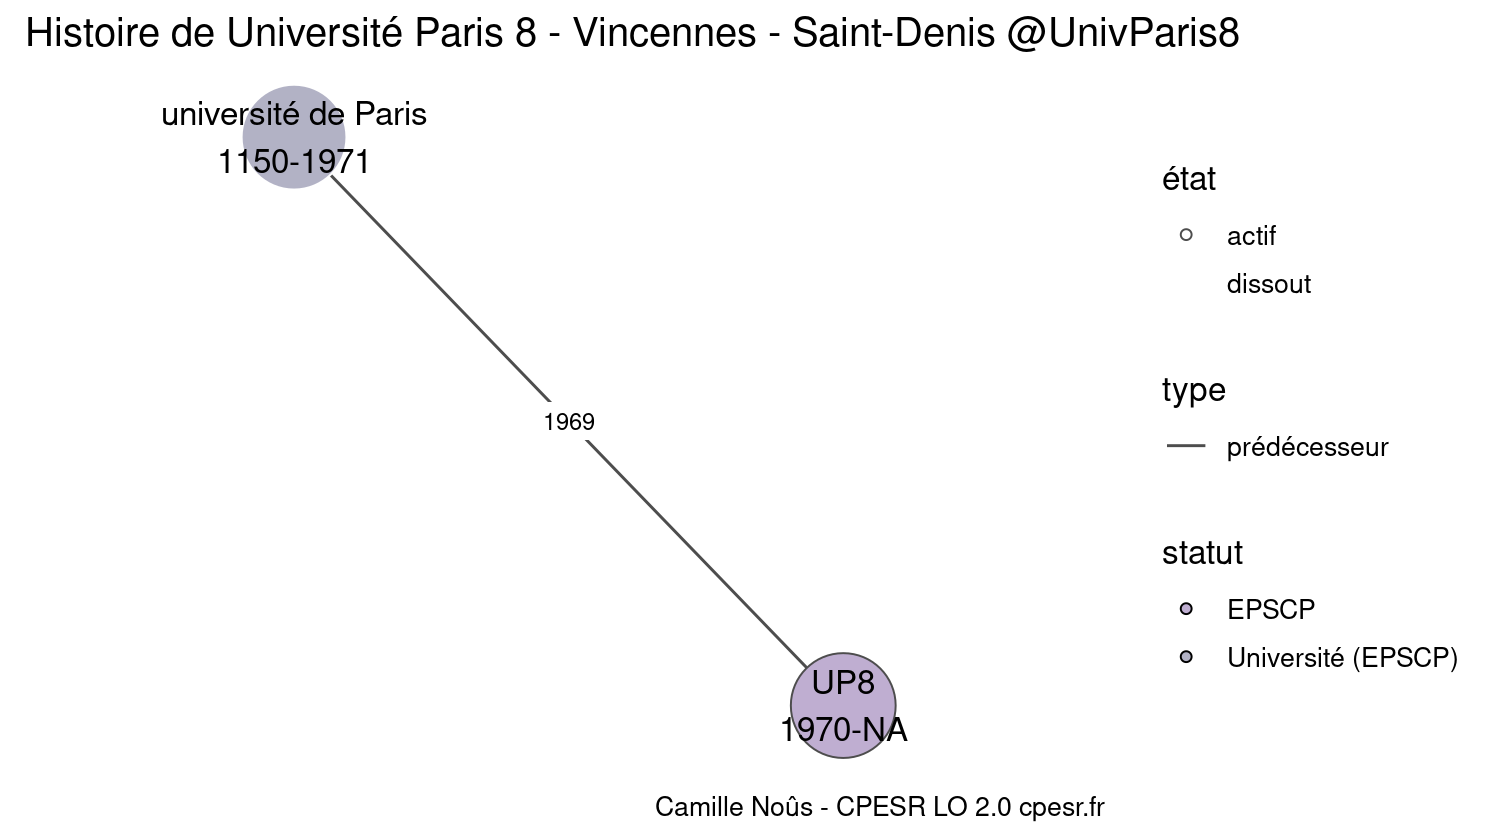 Histoire de Université Paris 8 - Vincennes - Saint-Denis @UnivParis8
université de Paris
1150-1971
1969
UP8
1970-NA
état
actif
dissout
type
prédécesseur
statut
EPSCP
Université (EPSCP)
Camille Noûs - CPESR LO 2.0 cpesr.fr